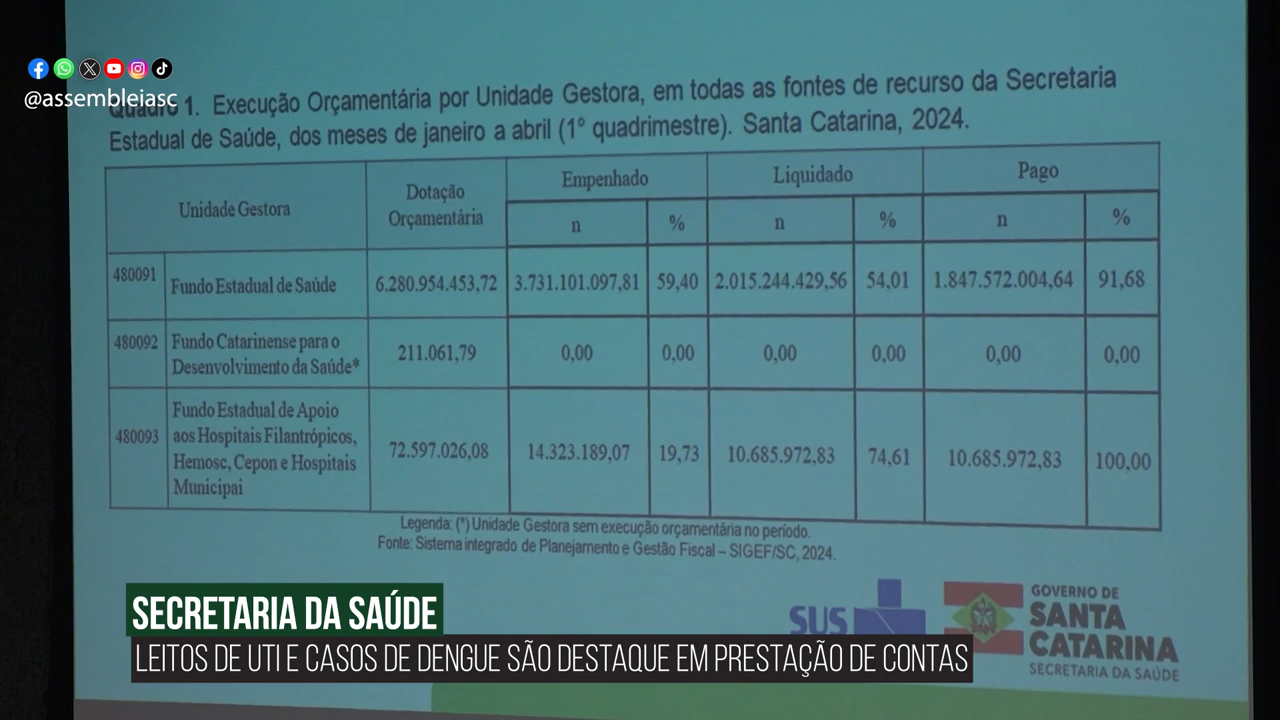 @assembleiasc
Quadro 1. Execução Orçamentária por Unidade Gestora, em todas as fontes de recurso da Secretaria
Estadual de Saúde, dos meses de janeiro a abril (1° quadrimestre). Santa Catarina, 2024.
Unidade Gestora
Dotação
Orçamentária
Empenhado
Liquidado
Pago
n % n % n %
480091 Fundo Estadual de Saúde 6.280.954.453,72 3.731.101.097,81 59,40 2.015.244.429,56 54,01 1.847.572.004,64 91,68
480092 Fundo Catarinense para o
Desenvolvimento da Saúde* 211.061,79 0,00 0,00 0,00 0,00 0,00 0,00
480093 Fundo Estadual de Apoio
aos Hospitais Filantrópicos,
Hemosc, Cepon e Hospitais
Municipai 72.597.026,08 14.323.189,07 19,73 10.685.972,83 74,61 10.685.972,83 100,00
Legenda: (*) Unidade Gestora sem execução orçamentária no período.
Fonte: Sistema integrado de Planejamento e Gestão Fiscal – SIGEF/SC, 2024.
SUS
GOVERNO DE
SANTA
CATARINA
SECRETARIA DA SAÚDE
SECRETARIA DA SAÚDE
LEITOS DE UTI E CASOS DE DENGUE SÃO DESTAQUE EM PRESTAÇÃO DE CONTAS